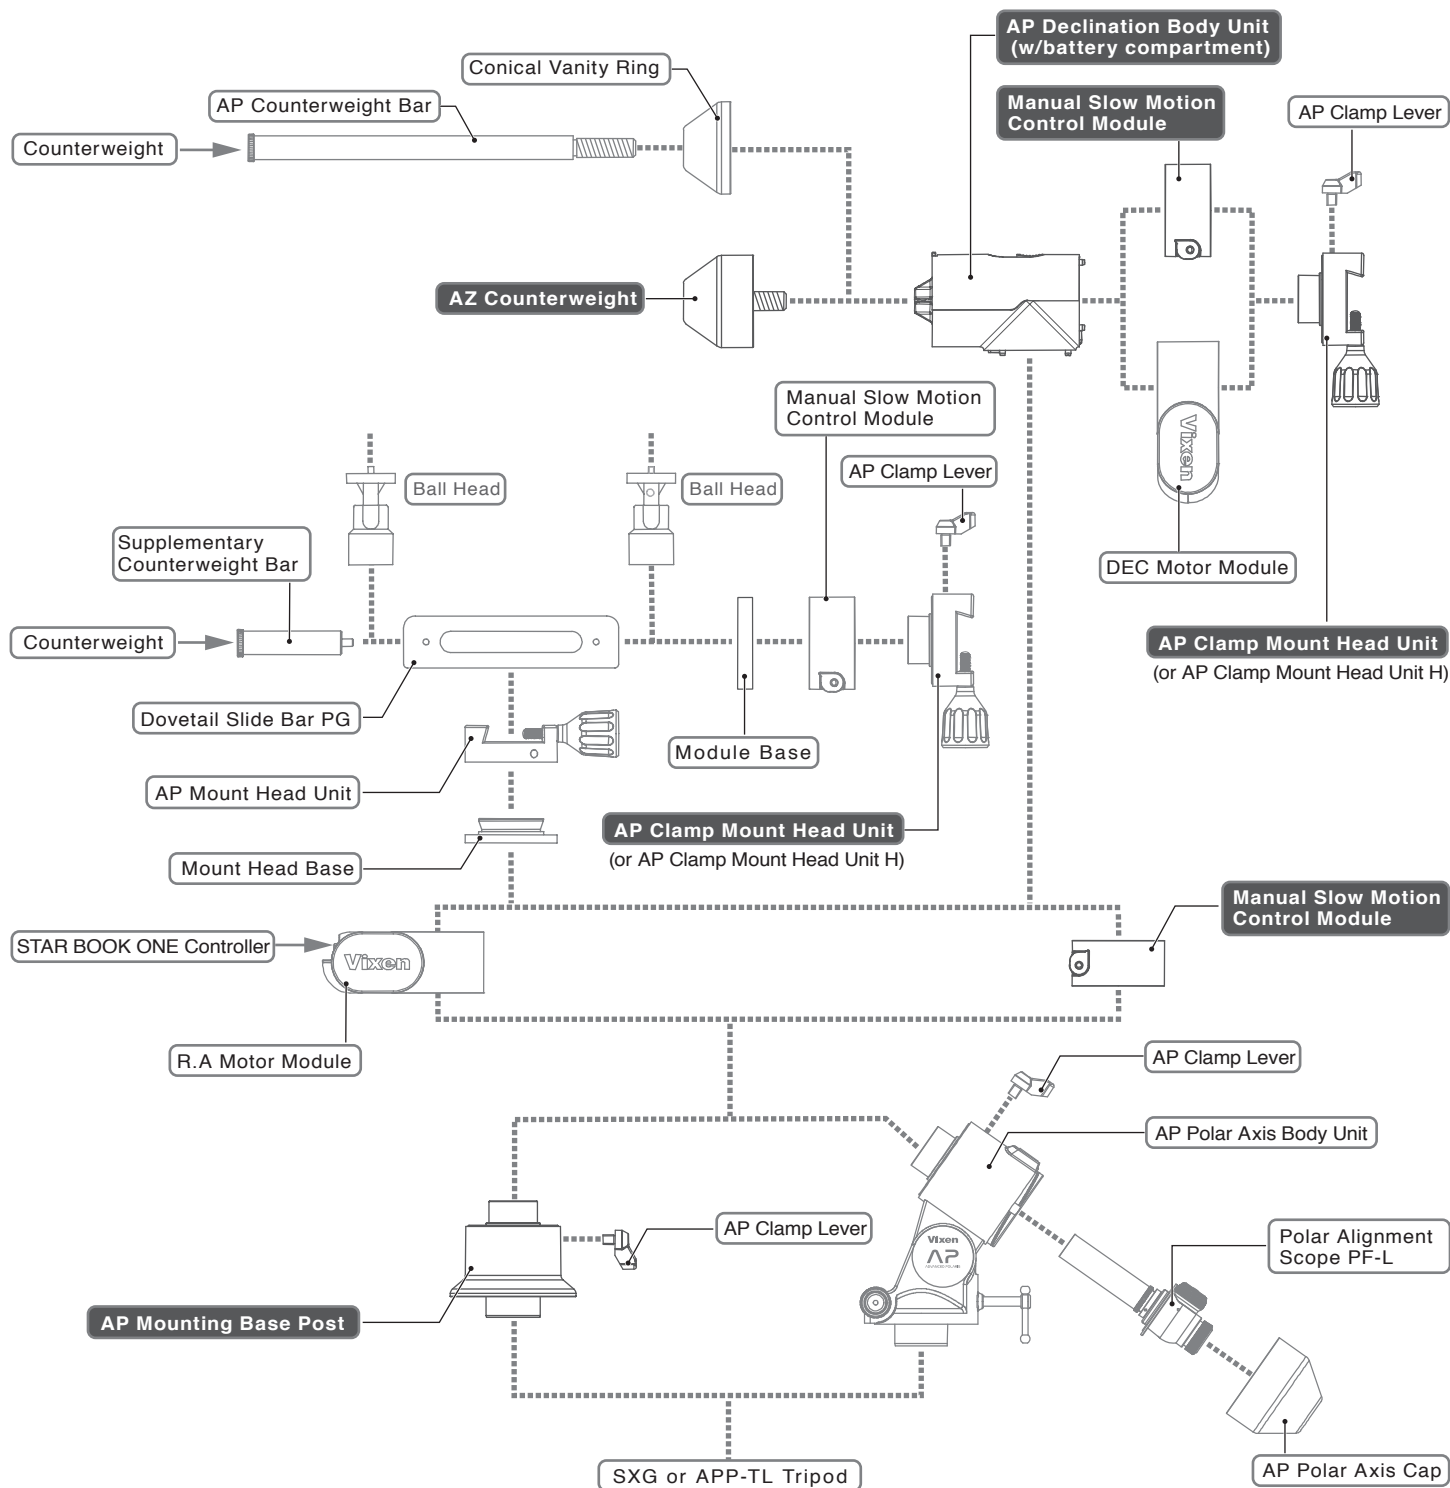 AP Declination Body Unit
(w/battery compartment)
Conical Vanity Ring
AP Counterweight Bar
Manual Slow Motion
Control Module
AP Clamp Lever
Counterweight
AZ Counterweight
Manual Slow Motion
Control Module
Vixen
Ball Head
Ball Head
AP Clamp Lever
Supplementary
Counterweight Bar
DEC Motor Module
Counterweight
AP Clamp Mount Head Unit
(or AP Clamp Mount Head Unit H)
Dovetail Slide Bar PG
Module Base
AP Mount Head Unit
AP Clamp Mount Head Unit
(or AP Clamp Mount Head Unit H)
Mount Head Base
Manual Slow Motion
Control Module
STAR BOOK ONE Controller
Vixen
R.A Motor Module
AP Clamp Lever
AP Polar Axis Body Unit
AP Clamp Lever
Vixen
AP
Polar Alignment
Scope PF-L
AP Mounting Base Post
SXG or APP-TL Tripod
AP Polar Axis Cap